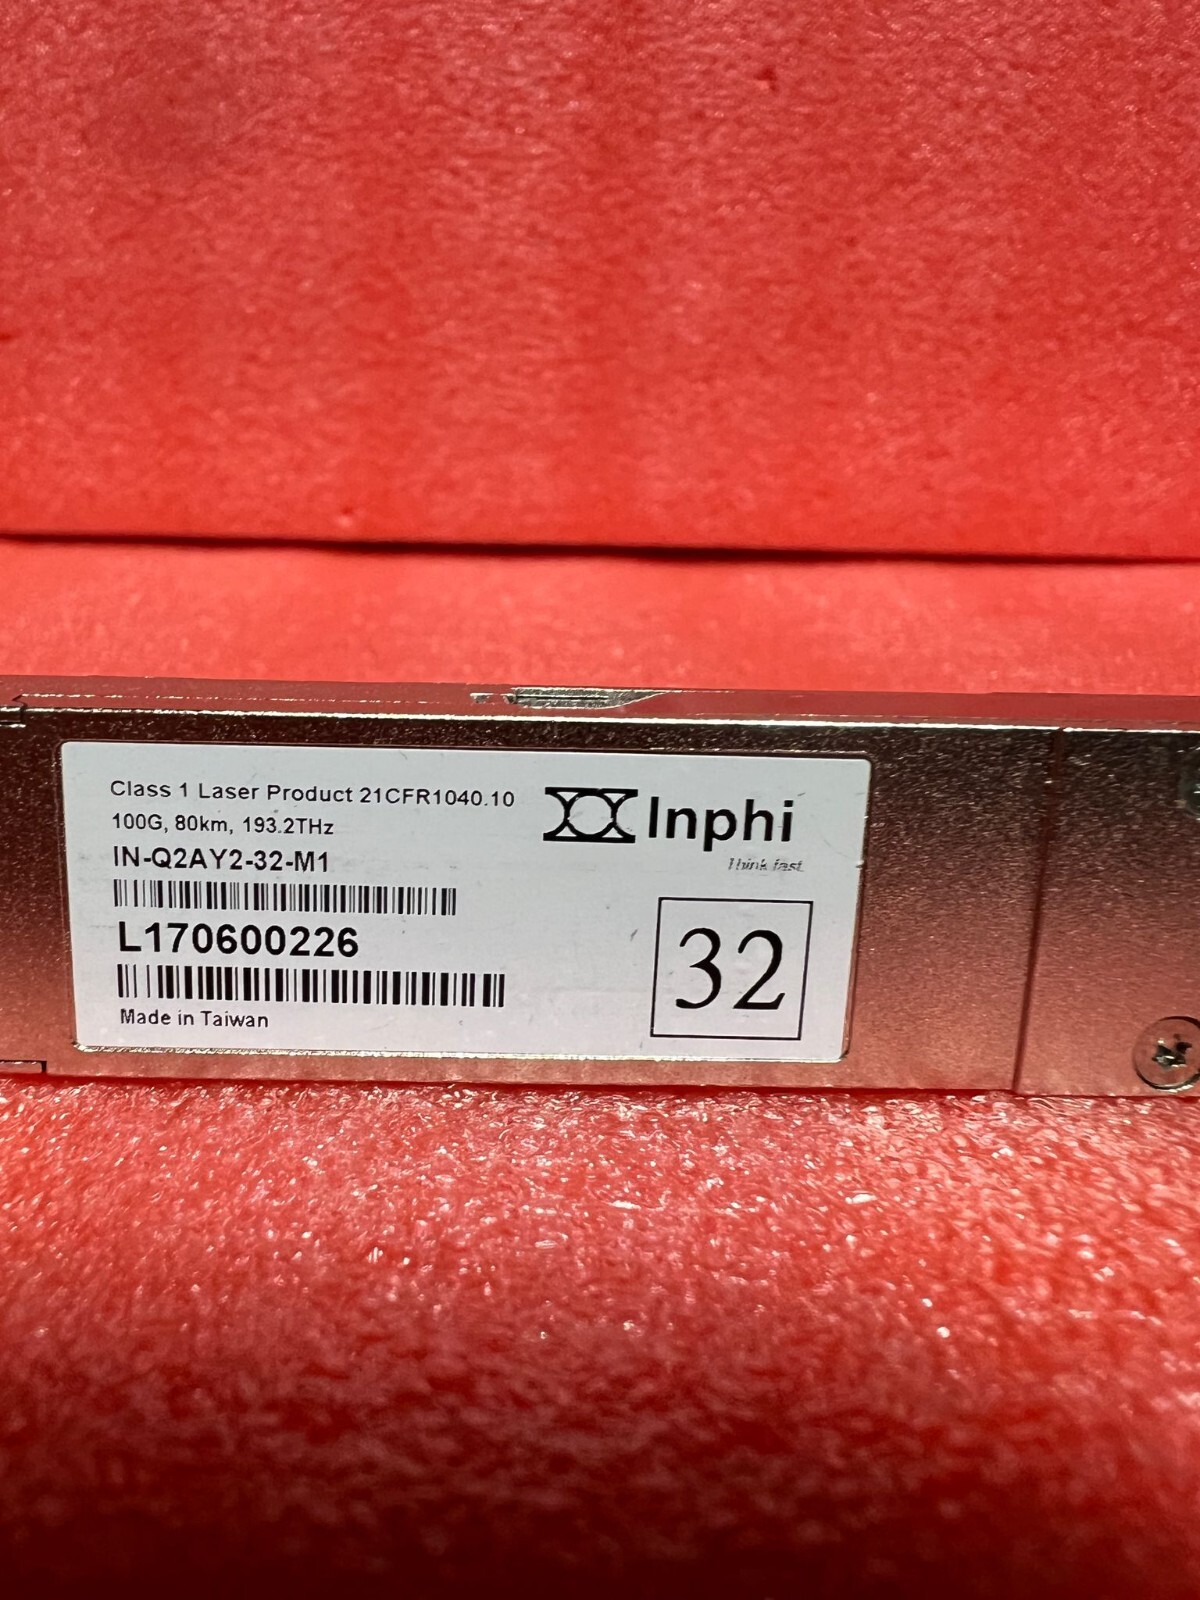 Class 1 Laser Product 21CFR1040.10
100G, 80km, 193.2THz
IN-Q2AY2-32-M1
L170600226
Made in Taiwan
Inphi
Think fast.
32